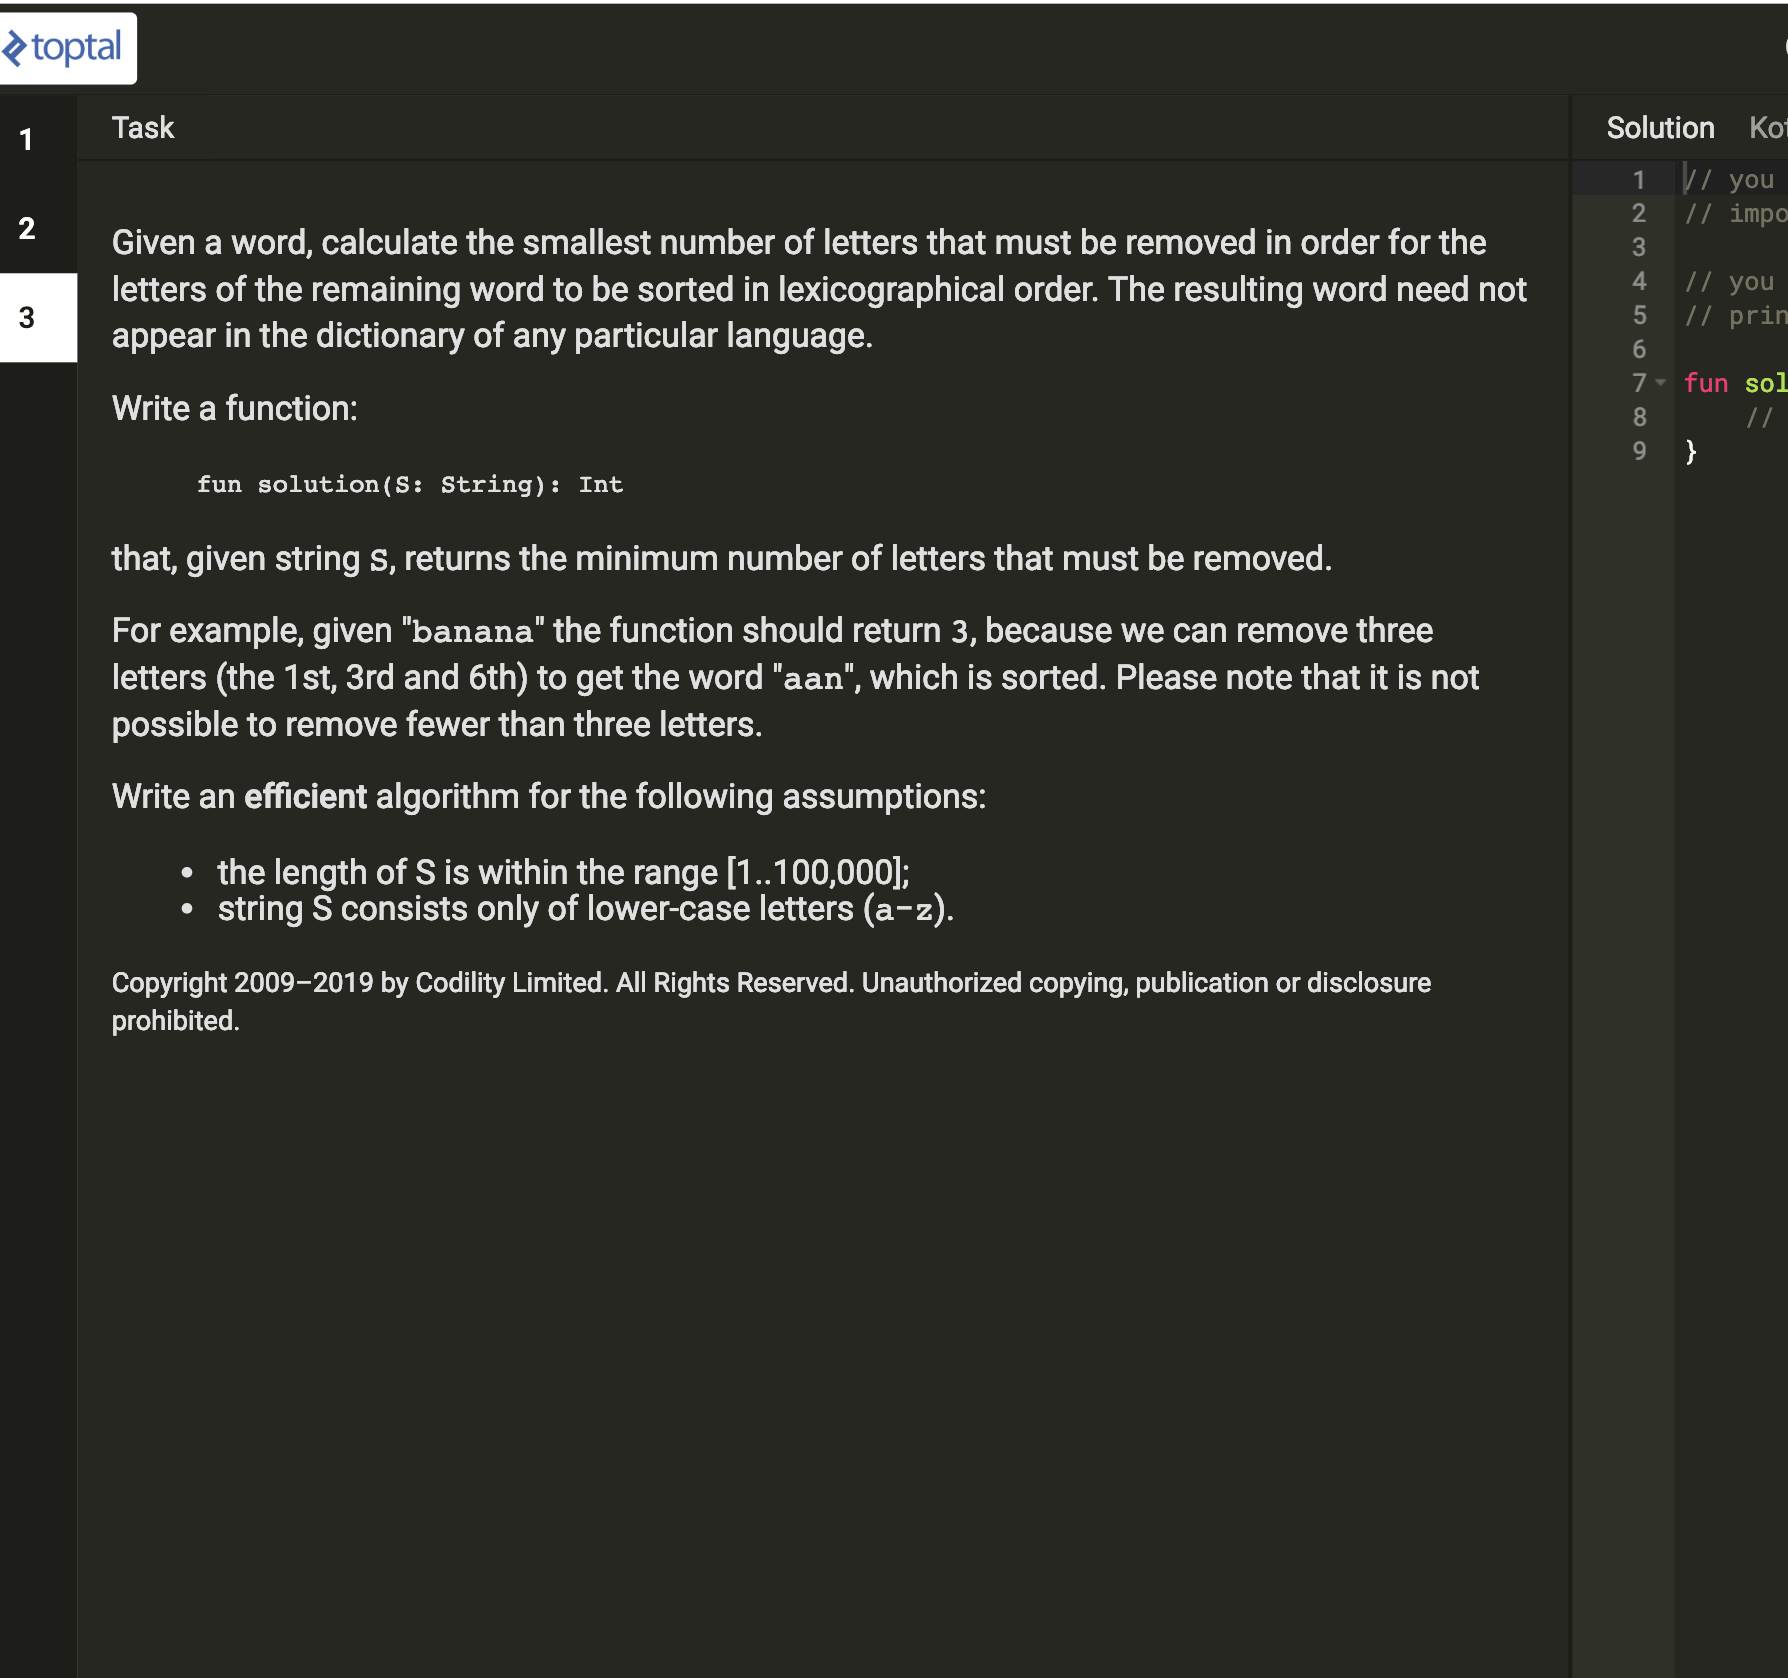 toptal
1
2
3
Task
Given a word, calculate the smallest number of letters that must be removed in order for the
letters of the remaining word to be sorted in lexicographical order. The resulting word need not
appear in the dictionary of any particular language.
Write a function:
fun solution(S: String): Int
that, given string S, returns the minimum number of letters that must be removed.
For example, given "banana" the function should return 3, because we can remove three
letters (the 1st, 3rd and 6th) to get the word "aan", which is sorted. Please note that it is not
possible to remove fewer than three letters.
Write an efficient algorithm for the following assumptions:
• the length of S is within the range [1..100,000];
• string S consists only of lower-case letters (a-z).
Copyright 2009–2019 by Codility Limited. All Rights Reserved. Unauthorized copying, publication or disclosure
prohibited.
Solution
1 // you
2 //
3
4 // you
5 //
6
7 fun
8 //
9 }